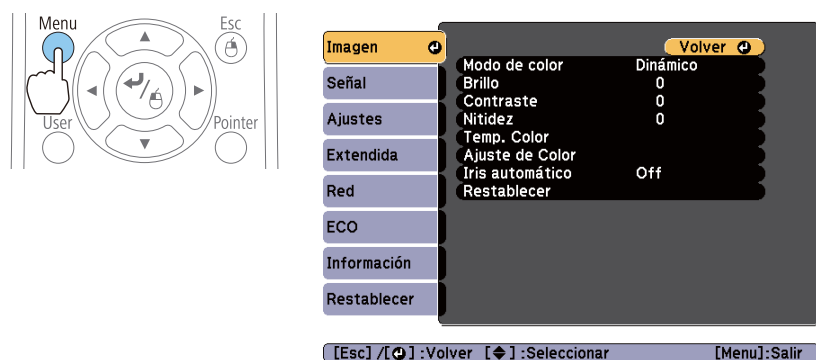 Menu
Esc
User
Pointer
Imagen
Volver
Señal
Ajustes
Extendida
Red
ECO
Información
Restablecer
Modo de color Dinámico
Brillo 0
Contraste 0
Nitidez 0
Temp. Color
Ajuste de Color
Iris automático Off
Restablecer
[Esc] /[ ] :Volver [ ] :Seleccionar [Menu]:Salir